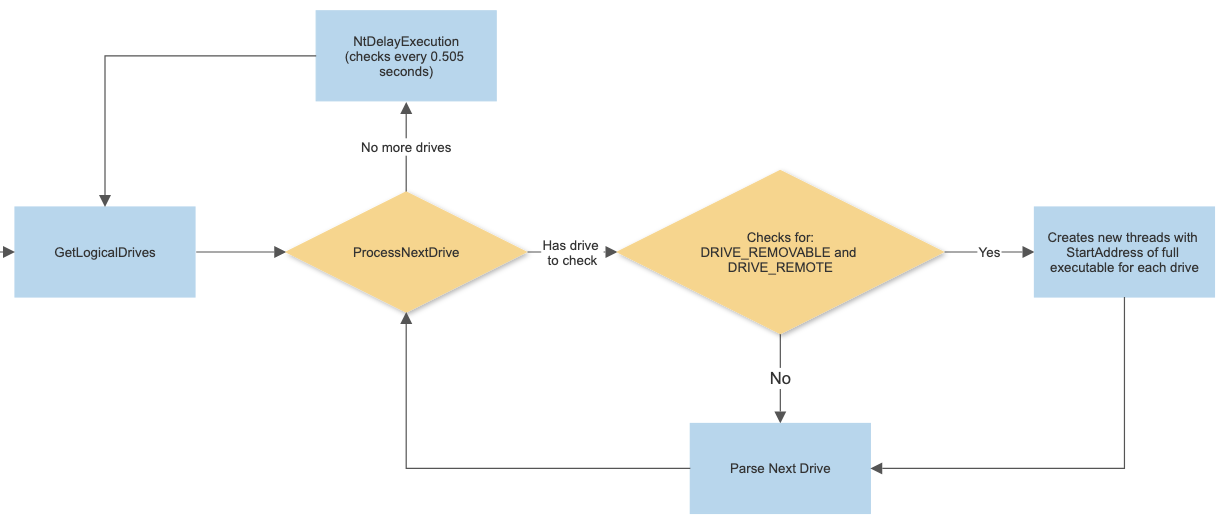 NtDelayExecution
(checks every 0.505
seconds)
No more drives
GetLogicalDrives
ProcessNextDrive
Has drive
to check
Checks for:
DRIVE_REMOVABLE and
DRIVE_REMOTE
Yes
Creates new threads with
StartAddress of full
executable for each drive
No
Parse Next Drive